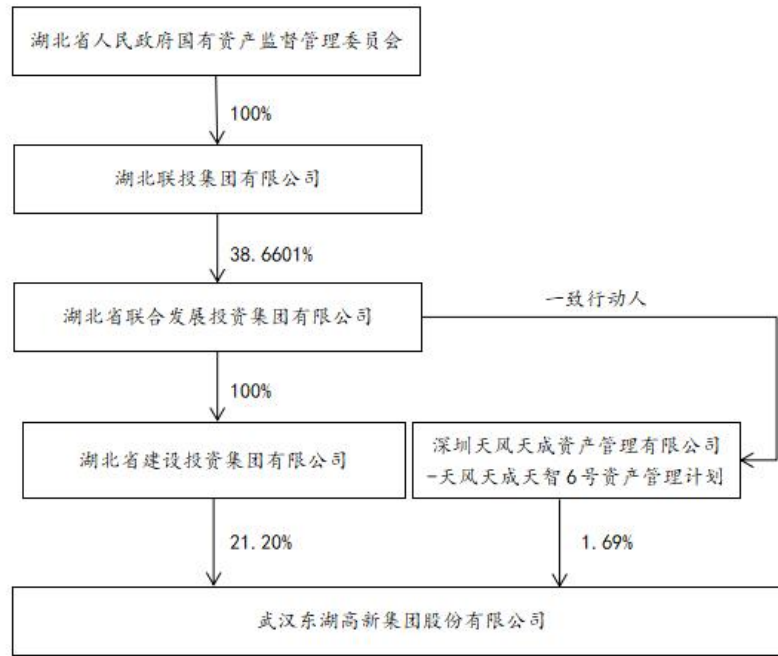 湖北省人民政府国有资产监督管理委员会
100%
湖北联投集团有限公司
38.6601%
湖北省联合发展投资集团有限公司
一致行动人
100%
湖北省建设投资集团有限公司
深圳天风天成资产管理有限公司
-天风天成天智6号资产管理计划
21.20%
1.69%
武汉东湖高新集团股份有限公司